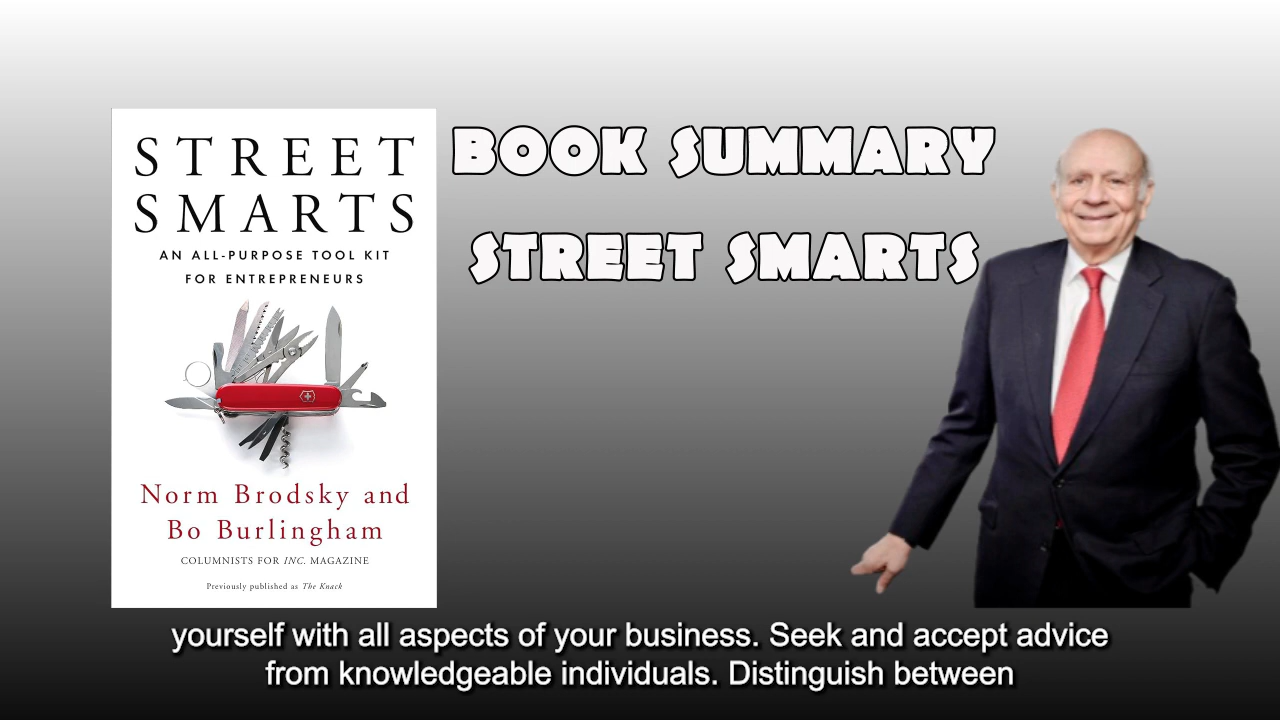 STREET
SMARTS
AN ALL-PURPOSE TOOL KIT
FOR ENTREPRENEURS
Norm Brodsky and
Bo Burlingham
COLUMNISTS FOR INC. MAGAZINE
Previously published as The Knack
BOOK SUMMARY
STREET SMARTS
yourself with all aspects of your business. Seek and accept advice
from knowledgeable individuals. Distinguish between